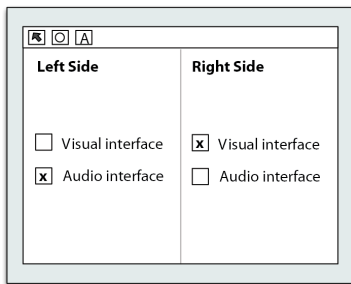 A
Left Side
Right Side
Visual interface
x Audio interface
x Visual interface
Audio interface